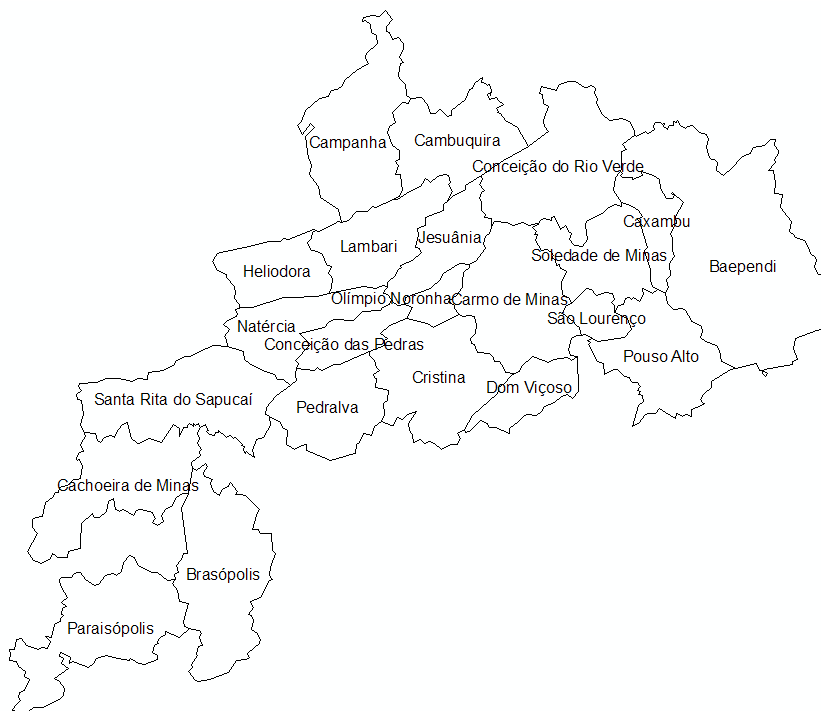 Campanha
Cambuquira
Conceição do Rio Verde
Caxambu
Lambari
Jesuânia
Soledade de Minas
Baependi
Heliodora
Olímpio Noronha
Carmo de Minas
São Lourenço
Natércia
Conceição das Pedras
Pouso Alto
Cristina
Dom Viçoso
Santa Rita do Sapucaí
Pedralva
Cachoeira de Minas
Brasópolis
Paraisópolis